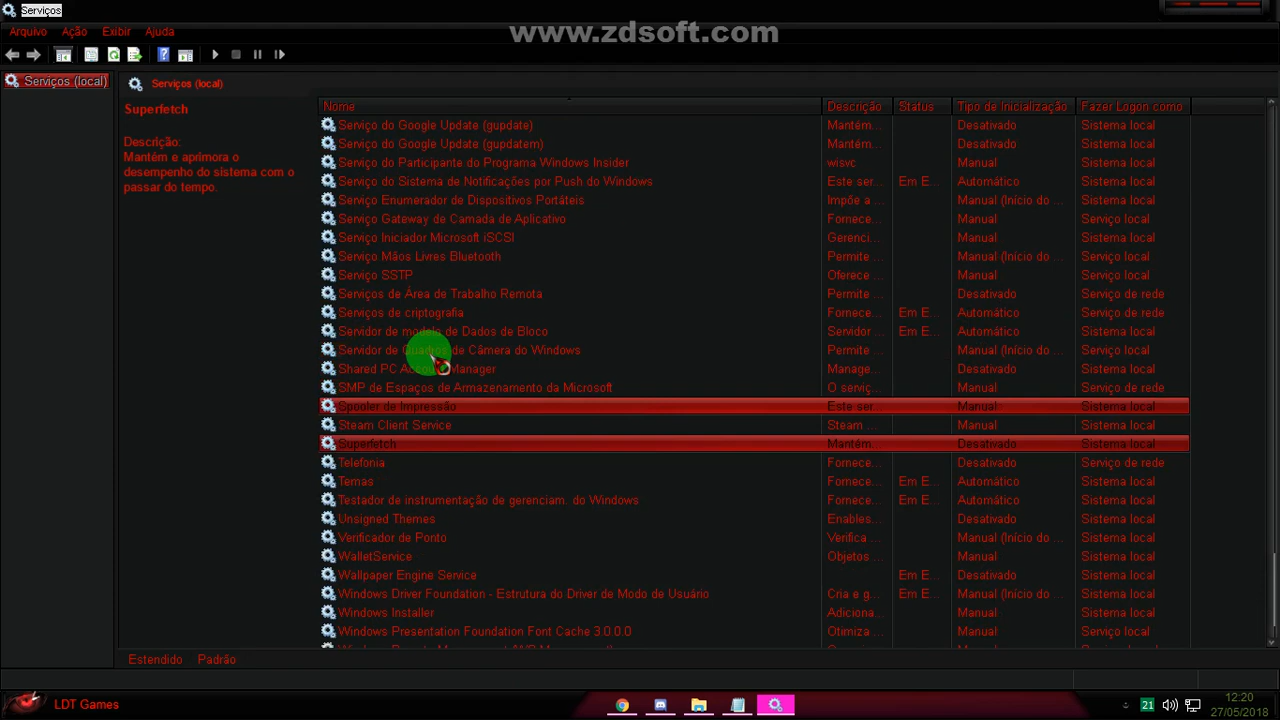 Serviços
www.zdsoft.com
Arquivo Ação Exibir Ajuda
Serviços (local)
Serviços (local)
Superfetch
Descrição:
Mantém e aprimora o
desempenho do sistema com o
passar do tempo.
Nome Descrição Status Tipo de Inicialização Fazer Logon como
Serviço do Google Update (gupdate) Mantém... Desativado Sistema local
Serviço do Google Update (gupdatem) Mantém... Desativado Sistema local
Serviço do Participante do Programa Windows Insider wisvc Manual Sistema local
Serviço do Sistema de Notificações por Push do Windows Este ser... Em E... Automático Sistema local
Serviço Enumerador de Dispositivos Portáteis Impõe a ... Manual (Início do ... Sistema local
Serviço Gateway de Camada de Aplicativo Fornece... Manual Serviço local
Serviço Iniciador Microsoft iSCSI Gerenci... Manual Sistema local
Serviço Mãos Livres Bluetooth Permite ... Manual (Início do ... Serviço local
Serviço SSTP Oferece ... Manual Serviço local
Serviços de Área de Trabalho Remota Permite ... Desativado Serviço de rede
Serviços de criptografia Fornece... Em E... Automático Serviço de rede
Servidor de modelo de Dados de Bloco Servidor ... Em E... Automático Sistema local
Servidor de Quadros de Câmera do Windows Permite ... Manual (Início do ... Serviço local
Shared PC Account Manager Manage... Desativado Sistema local
SMP de Espaços de Armazenamento da Microsoft O serviç... Manual Serviço de rede
Spooler de Impressão Este ser... Manual Sistema local
Steam Client Service Steam ... Manual Sistema local
Superfetch Mantém... Desativado Sistema local
Telefonia Fornece... Desativado Serviço de rede
Temas Fornece... Em E... Automático Sistema local
Testador de instrumentação de gerenciam. do Windows Fornece... Em E... Automático Sistema local
Unsigned Themes Enables... Desativado Sistema local
Verificador de Ponto Verifica ... Manual (Início do ... Sistema local
WalletService Objetos ... Manual Sistema local
Wallpaper Engine Service Em E... Desativado Sistema local
Windows Driver Foundation - Estrutura do Driver de Modo de Usuário Cria e g... Em E... Manual (Início do ... Sistema local
Windows Installer Adiciona... Manual Sistema local
Windows Presentation Foundation Font Cache 3.0.0.0 Otimiza ... Manual Serviço local
Estendido Padrão
LDT Games
21
12:20
27/05/2018